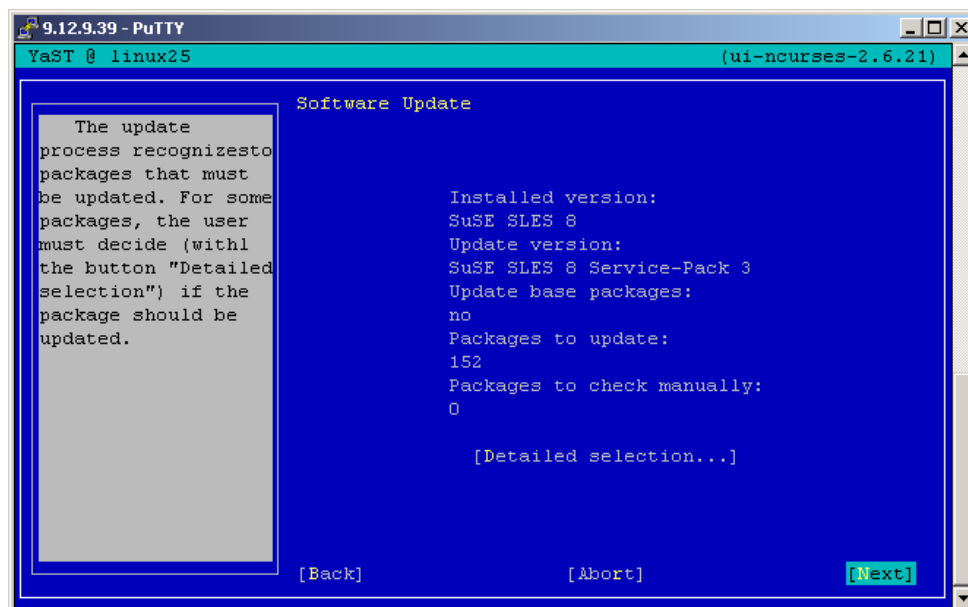 9.12.9.39 - PuTTY
YaST @ linux25 (ui-ncurses-2.6.21)
Software Update
The update
process recognizesto
packages that must
be updated. For some
packages, the user
must decide (withl
the button "Detailed
selection") if the
package should be
updated.
Installed version:
SuSE SLES 8
Update version:
SuSE SLES 8 Service-Pack 3
Update base packages:
no
Packages to update:
152
Packages to check manually:
0
[Detailed selection...]
[Back] [Abort] [Next]